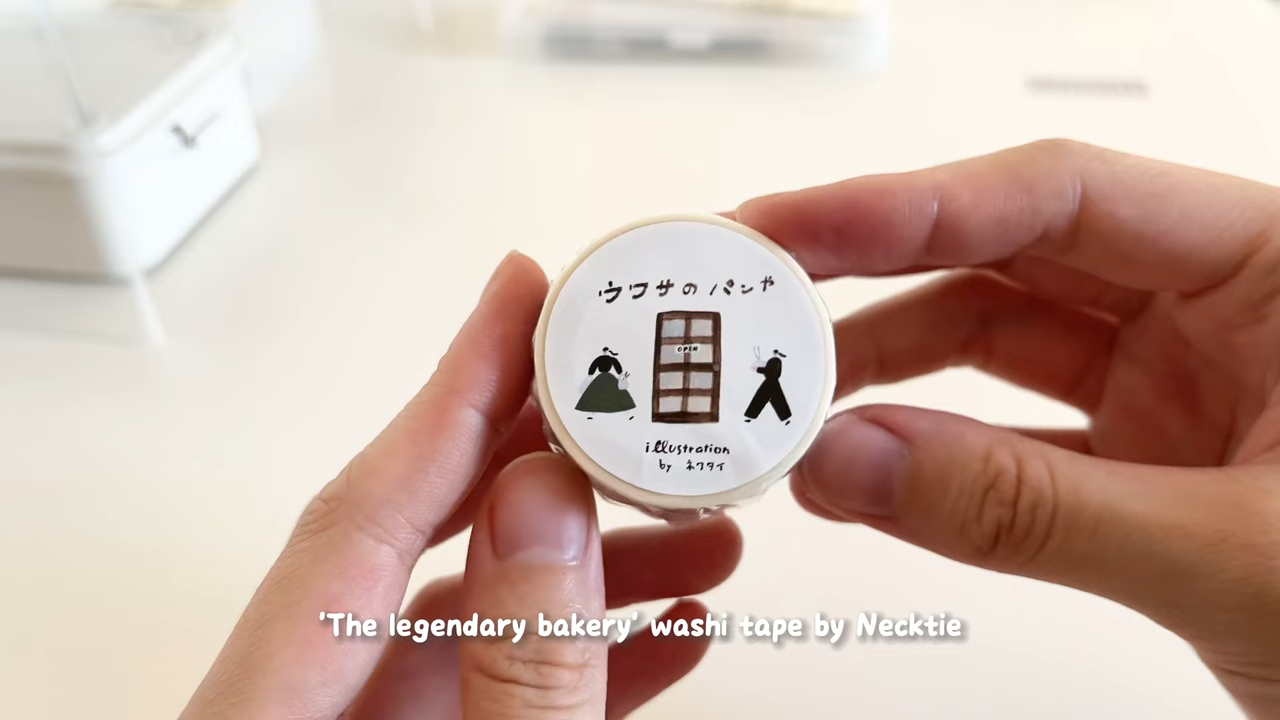 ウワサのパンや
OPEN
illustration
by ネクタイ
'The legendary bakery' washi tape by Necktie